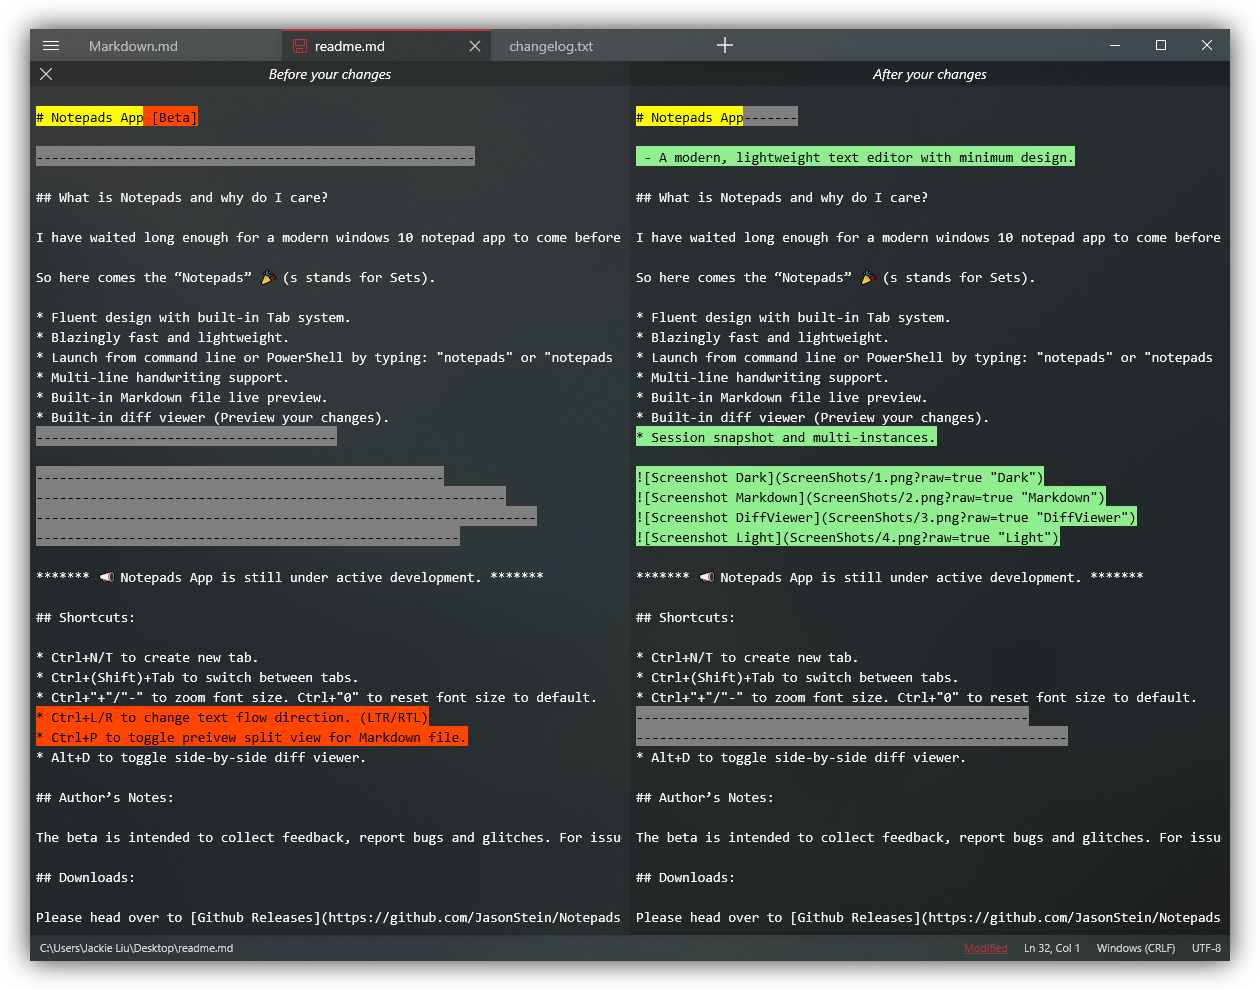 Markdown.md
readme.md
changelog.txt
Before your changes
After your changes
# Notepads App [Beta]
-
## What is Notepads and why do I care?
I have waited long enough for a modern windows 10 notepad app to come before
So here comes the “Notepads” 🎉 (s stands for Sets).
* Fluent design with built-in Tab system.
* Blazingly fast and lightweight.
* Launch from command line or PowerShell by typing: "notepads" or "notepads
* Multi-line handwriting support.
* Built-in Markdown file live preview.
* Built-in diff viewer (Preview your changes).
******* 📢 Notepads App is still under active development. *******
## Shortcuts:
* Ctrl+N/T to create new tab.
* Ctrl+(Shift)+Tab to switch between tabs.
* Ctrl+"+"/"-" to zoom font size. Ctrl+"0" to reset font size to default.
* Ctrl+L/R to change text flow direction. (LTR/RTL)
* Ctrl+P to toggle preivew split view for Markdown file.
* Alt+D to toggle side-by-side diff viewer.
## Author’s Notes:
The beta is intended to collect feedback, report bugs and glitches. For issu
## Downloads:
Please head over to [Github Releases](https://github.com/JasonStein/Notepads
# Notepads App-------
- A modern, lightweight text editor with minimum design.
## What is Notepads and why do I care?
I have waited long enough for a modern windows 10 notepad app to come before
So here comes the “Notepads” 🎉 (s stands for Sets).
* Fluent design with built-in Tab system.
* Blazingly fast and lightweight.
* Launch from command line or PowerShell by typing: "notepads" or "notepads
* Multi-line handwriting support.
* Built-in Markdown file live preview.
* Built-in diff viewer (Preview your changes).
* Session snapshot and multi-instances.
![Screenshot Dark](ScreenShots/1.png?raw=true "Dark")
![Screenshot Markdown](ScreenShots/2.png?raw=true "Markdown")
![Screenshot DiffViewer](ScreenShots/3.png?raw=true "DiffViewer")
![Screenshot Light](ScreenShots/4.png?raw=true "Light")
******* 📢 Notepads App is still under active development. *******
## Shortcuts:
* Ctrl+N/T to create new tab.
* Ctrl+(Shift)+Tab to switch between tabs.
* Ctrl+"+"/"-" to zoom font size. Ctrl+"0" to reset font size to default.
* Alt+D to toggle side-by-side diff viewer.
## Author’s Notes:
The beta is intended to collect feedback, report bugs and glitches. For issu
## Downloads:
Please head over to [Github Releases](https://github.com/JasonStein/Notepads
C:\Users\Jackie Liu\Desktop\readme.md
Modified
Ln 32, Col 1
Windows (CRLF)
UTF-8